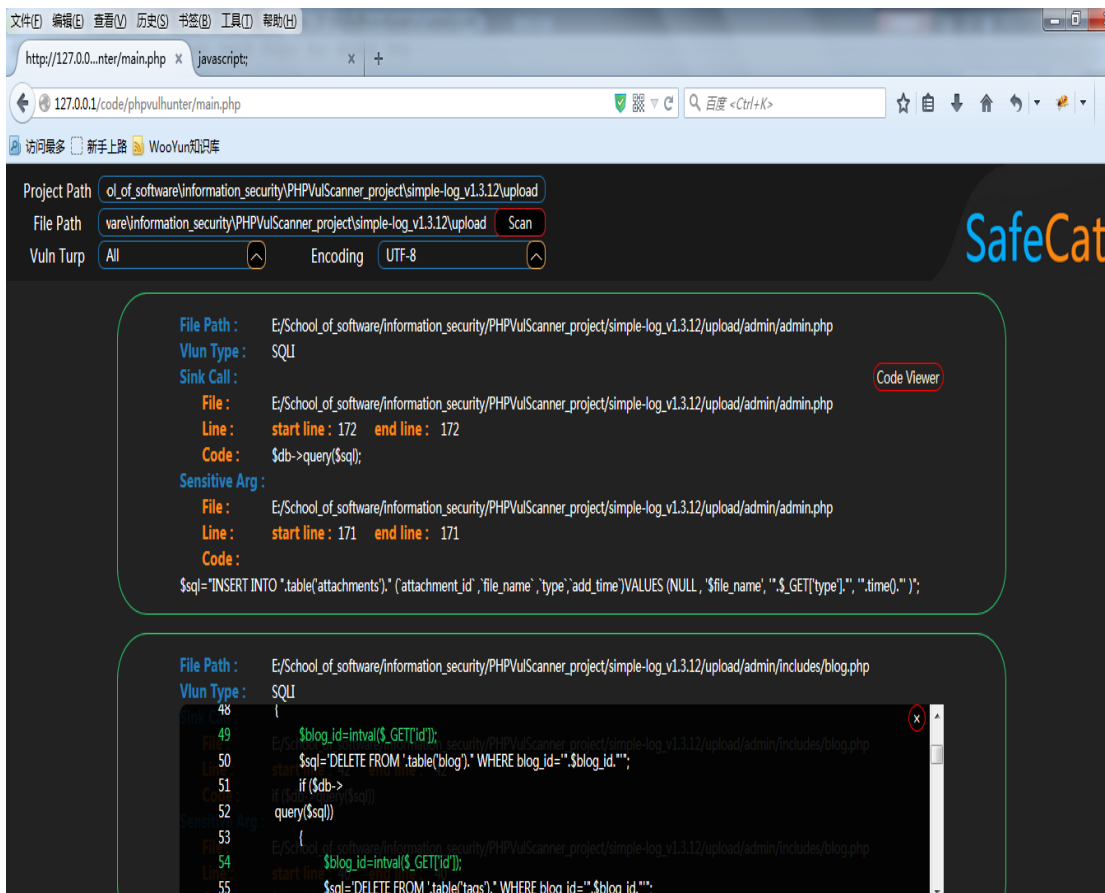 文件(F) 编辑(E) 查看(V) 历史(S) 书签(B) 工具(T) 帮助(H)
http://127.0.0...nter/main.php × javascript:; × +
127.0.0.1/code/phpvulhunter/main.php 百度 <Ctrl+K>
访问最多 新手上路 WooYun知识库
Project Path ol_of_software\information_security\PHPVulScanner_project\simple-log_v1.3.12\upload
File Path vare\information_security\PHPVulScanner_project\simple-log_v1.3.12\upload Scan
Vuln Turp All Encoding UTF-8
SafeCat
File Path : E:/School_of_software/information_security/PHPVulScanner_project/simple-log_v1.3.12/upload/admin/admin.php
Vlun Type : SQLI
Sink Call :
Code Viewer
File : E:/School_of_software/information_security/PHPVulScanner_project/simple-log_v1.3.12/upload/admin/admin.php
Line : start line : 172 end line : 172
Code : $db->query($sql);
Sensitive Arg :
File : E:/School_of_software/information_security/PHPVulScanner_project/simple-log_v1.3.12/upload/admin/admin.php
Line : start line : 171 end line : 171
Code :
$sql="INSERT INTO ".table('attachments')." (`attachment_id` ,`file_name` ,`type`,`add_time`)VALUES (NULL , '$file_name', '".$_GET['type']."', '".time()."' )";
File Path : E:/School_of_software/information_security/PHPVulScanner_project/simple-log_v1.3.12/upload/admin/includes/blog.php
Vlun Type : SQLI
48 {
x
49 $blog_id=intval($_GET['id']);
50 $sql='DELETE FROM '.table('blog')." WHERE blog_id='".$blog_id."'";
51 if ($db->
52 query($sql))
53 {
54 $blog_id=intval($_GET['id']);
55 $sql='DELETE FROM '.table('tags')." WHERE blog_id='".$blog_id."'";